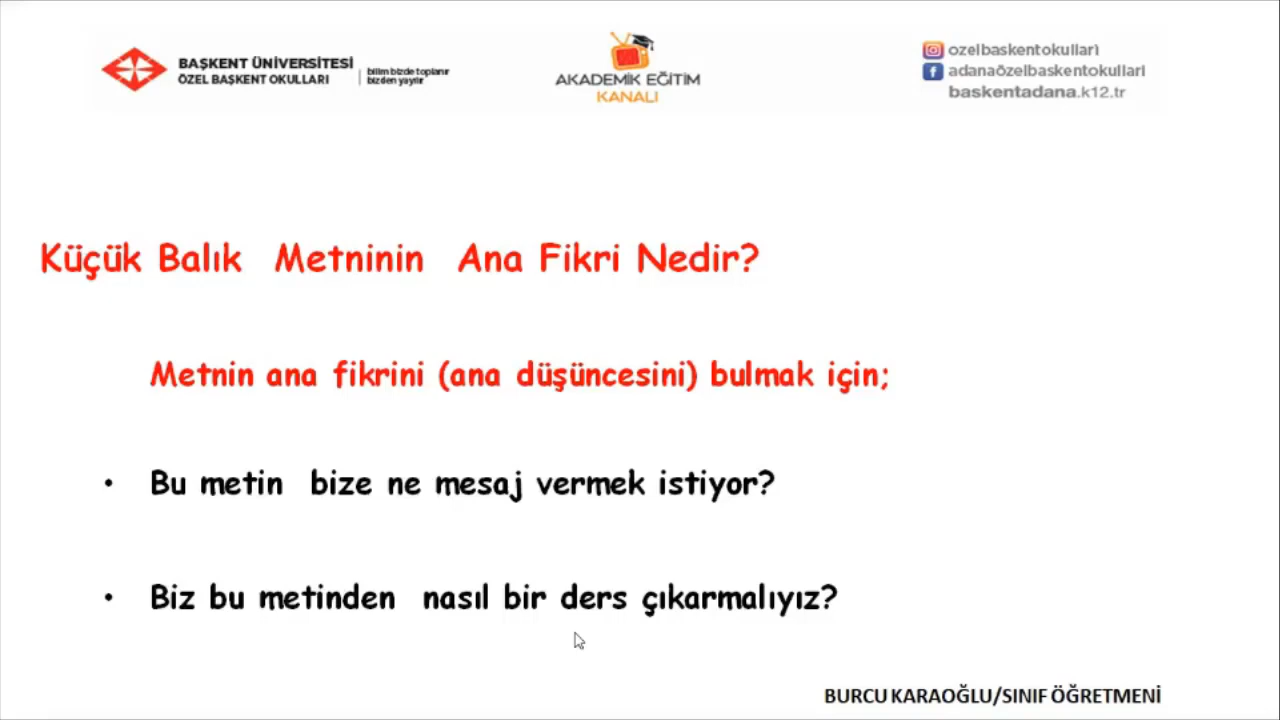 BAŞKENT ÜNİVERSİTESİ
ÖZEL BAŞKENT OKULLARI
bilim bizde toplanır
bizden yayılır
AKADEMİK EĞİTİM
KANALI
ozelbaskentokullari
adanaözelbaskentokullari
baskentadana.k12.tr
Küçük Balık Metninin Ana Fikri Nedir?
Metnin ana fikrini (ana düşüncesini) bulmak için;
• Bu metin bize ne mesaj vermek istiyor?
• Biz bu metinden nasıl bir ders çıkarmalıyız?
BURCU KARAOĞLU/SINIF ÖĞRETMENİ